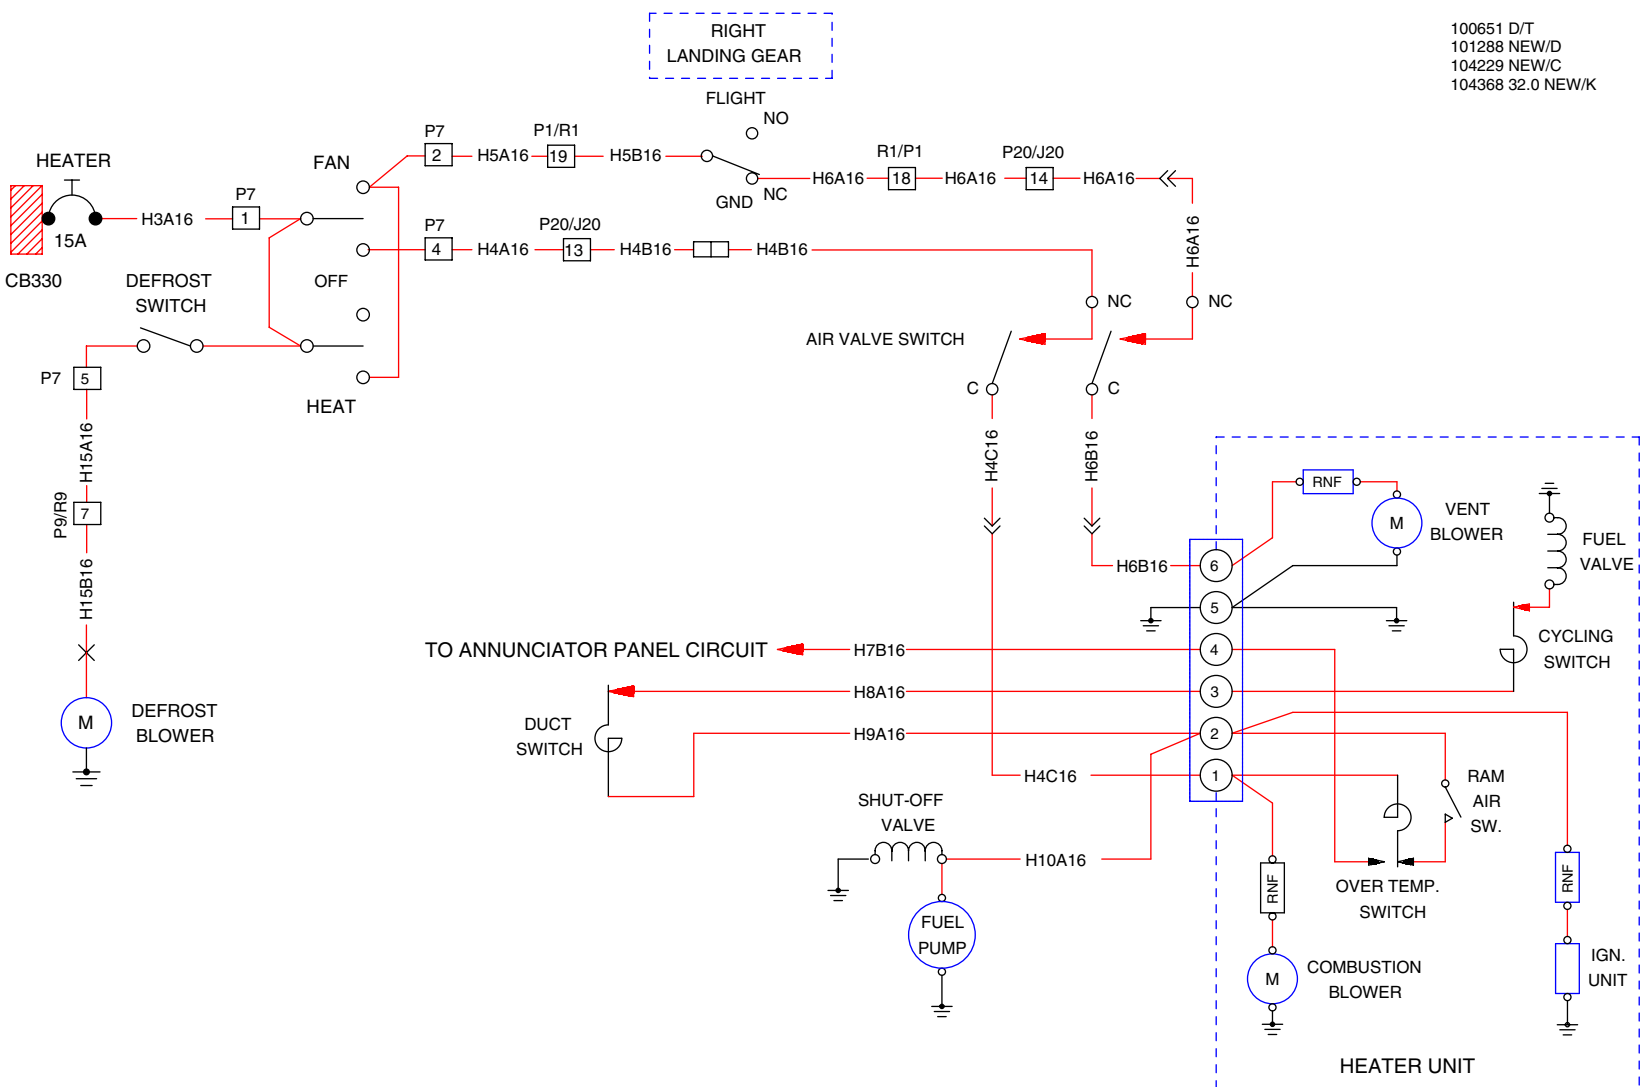 RIGHT
LANDING GEAR
100651 D/T
101288 NEW/D
104229 NEW/C
104368 32.0 NEW/K
FLIGHT
NO
NC
GND
HEATER
15A
CB330
H3A16
P7
1
FAN
OFF
HEAT
P7
2
H5A16
P1/R1
19
H5B16
H6A16
R1/P1
18
H6A16
P20/J20
14
H6A16
H6A16
P7
4
H4A16
P20/J20
13
H4B16
H4B16
NC
NC
AIR VALVE SWITCH
C
C
H4C16
H6B16
DEFROST
SWITCH
P7
5
H15A16
P9/R9
7
H15B16
M
DEFROST
BLOWER
H6B16
6
5
4
3
2
1
RNF
M
VENT
BLOWER
FUEL
VALVE
CYCLING
SWITCH
TO ANNUNCIATOR PANEL CIRCUIT
H7B16
H8A16
DUCT
SWITCH
H9A16
H4C16
SHUT-OFF
VALVE
H10A16
FUEL
PUMP
RAM
AIR
SW.
OVER TEMP.
SWITCH
RNF
M
COMBUSTION
BLOWER
RNF
IGN.
UNIT
HEATER UNIT